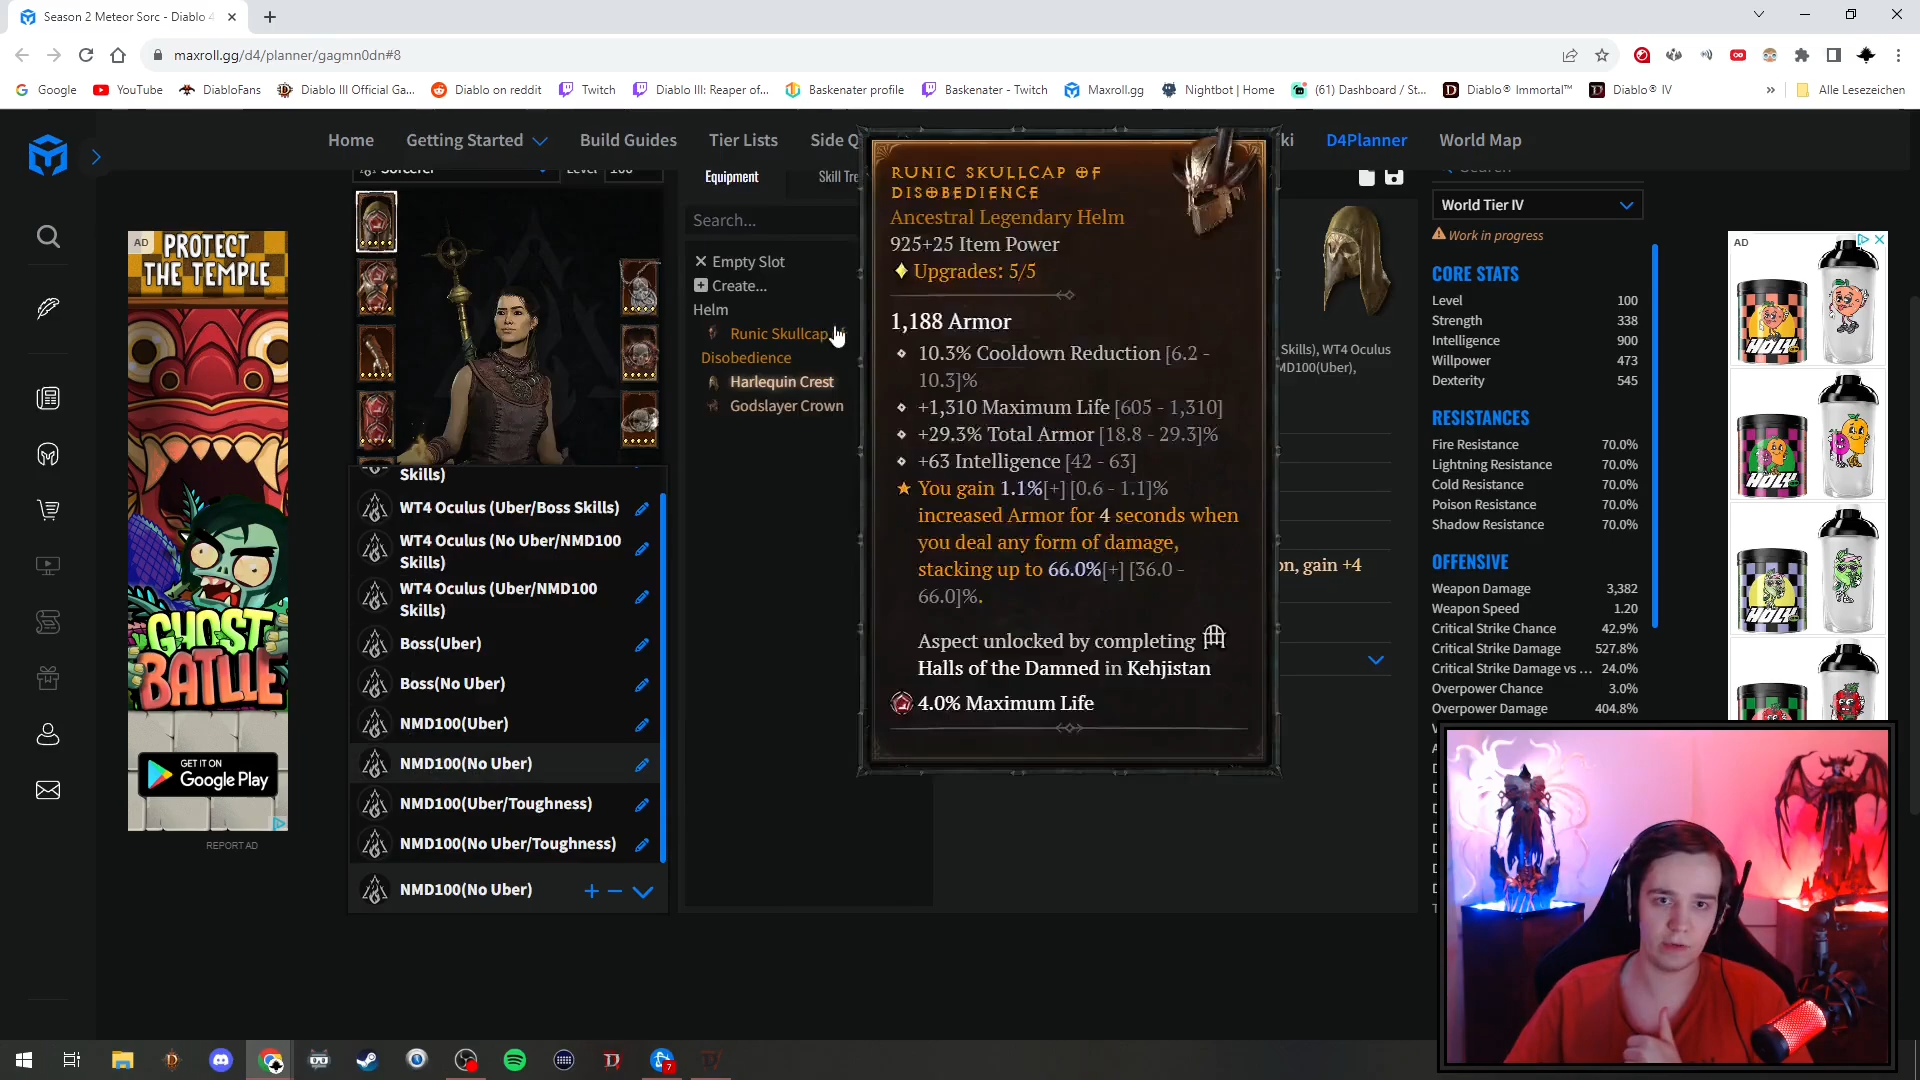 Season 2 Meteor Sorc - Diablo 4
maxroll.gg/d4/planner/gagmn0dn#8
Google YouTube DiabloFans Diablo III Official Ga... Diablo on reddit Twitch Diablo III: Reaper of... Baskenater profile Baskenater - Twitch Maxroll.gg Nightbot | Home (61) Dashboard / St... Diablo® Immortal™ Diablo® IV » Alle Lesezeichen
Home Getting Started Build Guides Tier Lists Side Q ki D4Planner World Map
Equipment Skill Tre
Search...
Empty Slot
Create...
Helm
Runic Skullcap
Disobedience
Harlequin Crest
Godslayer Crown
Skills)
WT4 Oculus (Uber/Boss Skills)
WT4 Oculus (No Uber/NMD100
Skills)
WT4 Oculus (Uber/NMD100
Skills)
Boss(Uber)
Boss(No Uber)
NMD100(Uber)
NMD100(No Uber)
NMD100(Uber/Toughness)
NMD100(No Uber/Toughness)
NMD100(No Uber)
RUNIC SKULLCAP OF
DISOBEDIENCE
Ancestral Legendary Helm
925+25 Item Power
Upgrades: 5/5
1,188 Armor
10.3% Cooldown Reduction [6.2 -
10.3]%
+1,310 Maximum Life [605 - 1,310]
+29.3% Total Armor [18.8 - 29.3]%
+63 Intelligence [42 - 63]
You gain 1.1%[+] [0.6 - 1.1]%
increased Armor for 4 seconds when
you deal any form of damage,
stacking up to 66.0%[+] [36.0 -
66.0]%.
Aspect unlocked by completing
Halls of the Damned in Kehjistan
4.0% Maximum Life
Skills), WT4 Oculus
MD100(Uber),
on, gain +4
World Tier IV
Work in progress
CORE STATS
Level 100
Strength 338
Intelligence 900
Willpower 473
Dexterity 545
RESISTANCES
Fire Resistance 70.0%
Lightning Resistance 70.0%
Cold Resistance 70.0%
Poison Resistance 70.0%
Shadow Resistance 70.0%
OFFENSIVE
Weapon Damage 3,382
Weapon Speed 1.20
Critical Strike Chance 42.9%
Critical Strike Damage 527.8%
Critical Strike Damage vs ... 24.0%
Overpower Chance 3.0%
Overpower Damage 404.8%
AD
PROTECT
THE TEMPLE
GHOST
BATTLE
GET IT ON
Google Play
REPORT AD
AD
HOLY
HOLY
HOLY
7